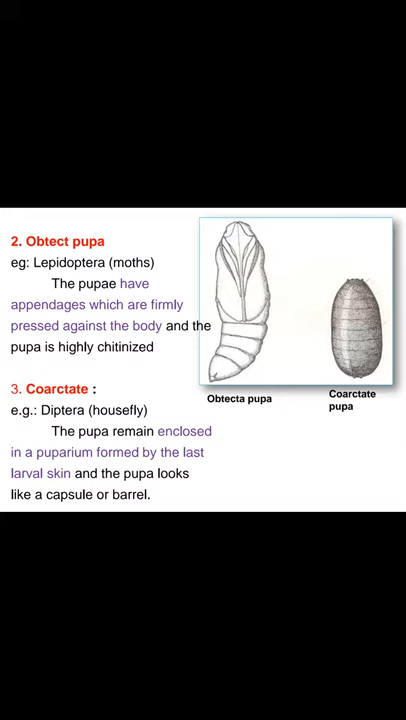 2. Obtect pupa
eg: Lepidoptera (moths)
The pupae have
appendages which are firmly
pressed against the body and the
pupa is highly chitinized
3. Coarctate :
e.g.: Diptera (housefly)
The pupa remain enclosed
in a puparium formed by the last
larval skin and the pupa looks
like a capsule or barrel.
Obtecta pupa
Coarctate
pupa